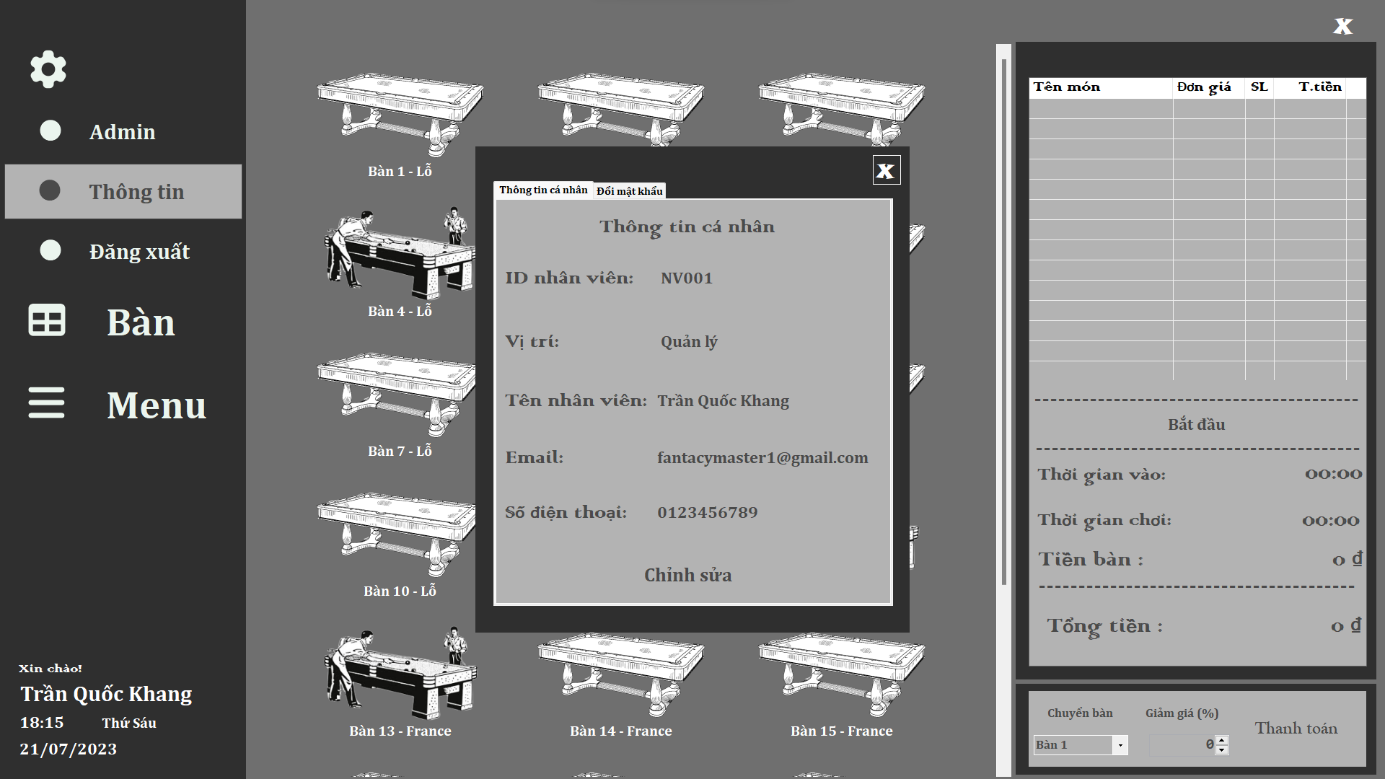 X
Admin
Thông tin
Đăng xuất
Bàn
Menu
Xin chào!
Trần Quốc Khang
18:15 Thứ Sáu
21/07/2023
Bàn 1 - Lỗ
Bàn 4 - Lỗ
Bàn 7 - Lỗ
Bàn 10 - Lỗ
Bàn 13 - France
Bàn 14 - France
Bàn 15 - France
X
Thông tin cá nhân Đổi mật khẩu
Thông tin cá nhân
ID nhân viên: NV001
Vị trí: Quản lý
Tên nhân viên: Trần Quốc Khang
Email: fantacymaster1@gmail.com
Số điện thoại: 0123456789
Chỉnh sửa
Tên món Đơn giá SL T.tiền
Bắt đầu
Thời gian vào: 00:00
Thời gian chơi: 00:00
Tiền bàn : 0 ₫
Tổng tiền : 0 ₫
Chuyển bàn Giảm giá (%)
Thanh toán
Bàn 1 0